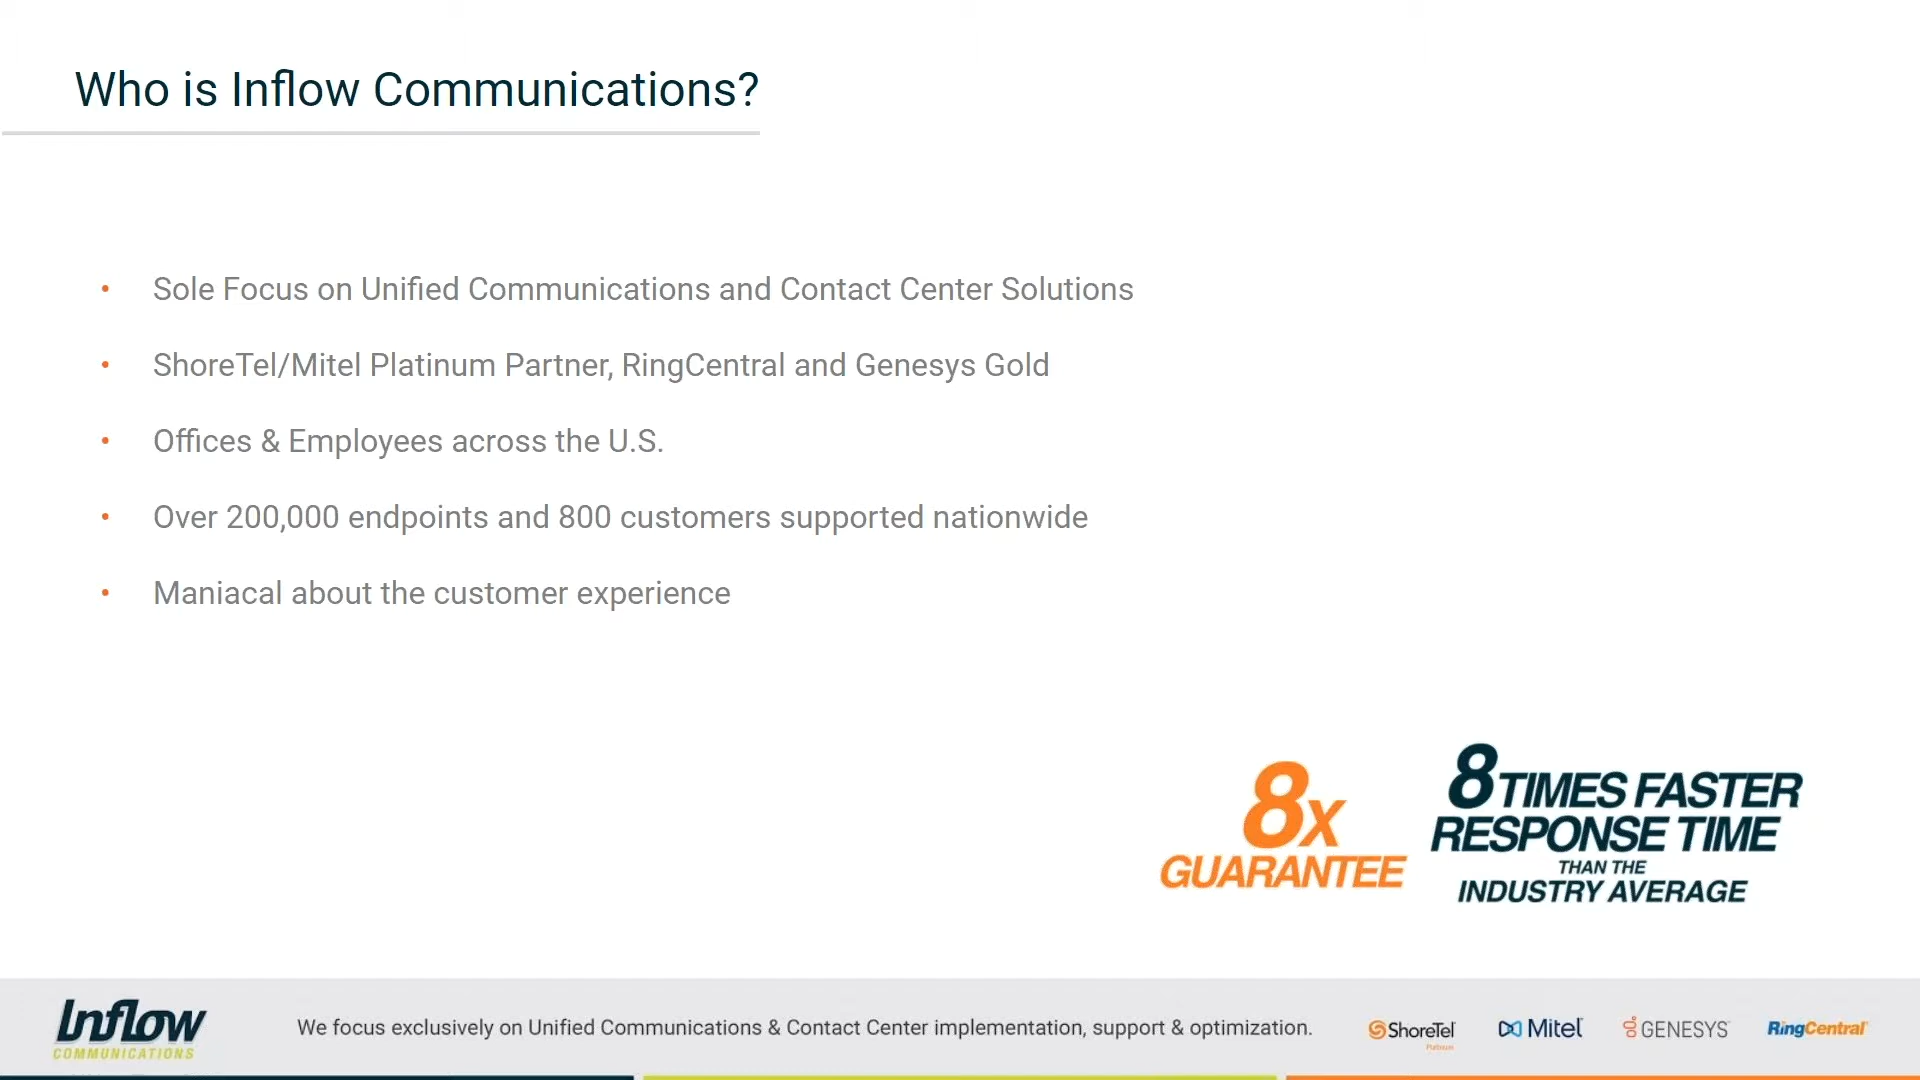 Who is Inflow Communications?
• Sole Focus on Unified Communications and Contact Center Solutions
• ShoreTel/Mitel Platinum Partner, RingCentral and Genesys Gold
• Offices & Employees across the U.S.
• Over 200,000 endpoints and 800 customers supported nationwide
• Maniacal about the customer experience
8x
GUARANTEE
8 TIMES FASTER
RESPONSE TIME
THAN THE
INDUSTRY AVERAGE
Inflow
COMMUNICATIONS
We focus exclusively on Unified Communications & Contact Center implementation, support & optimization.
ShoreTel
Platinum
Mitel
GENESYS
RingCentral